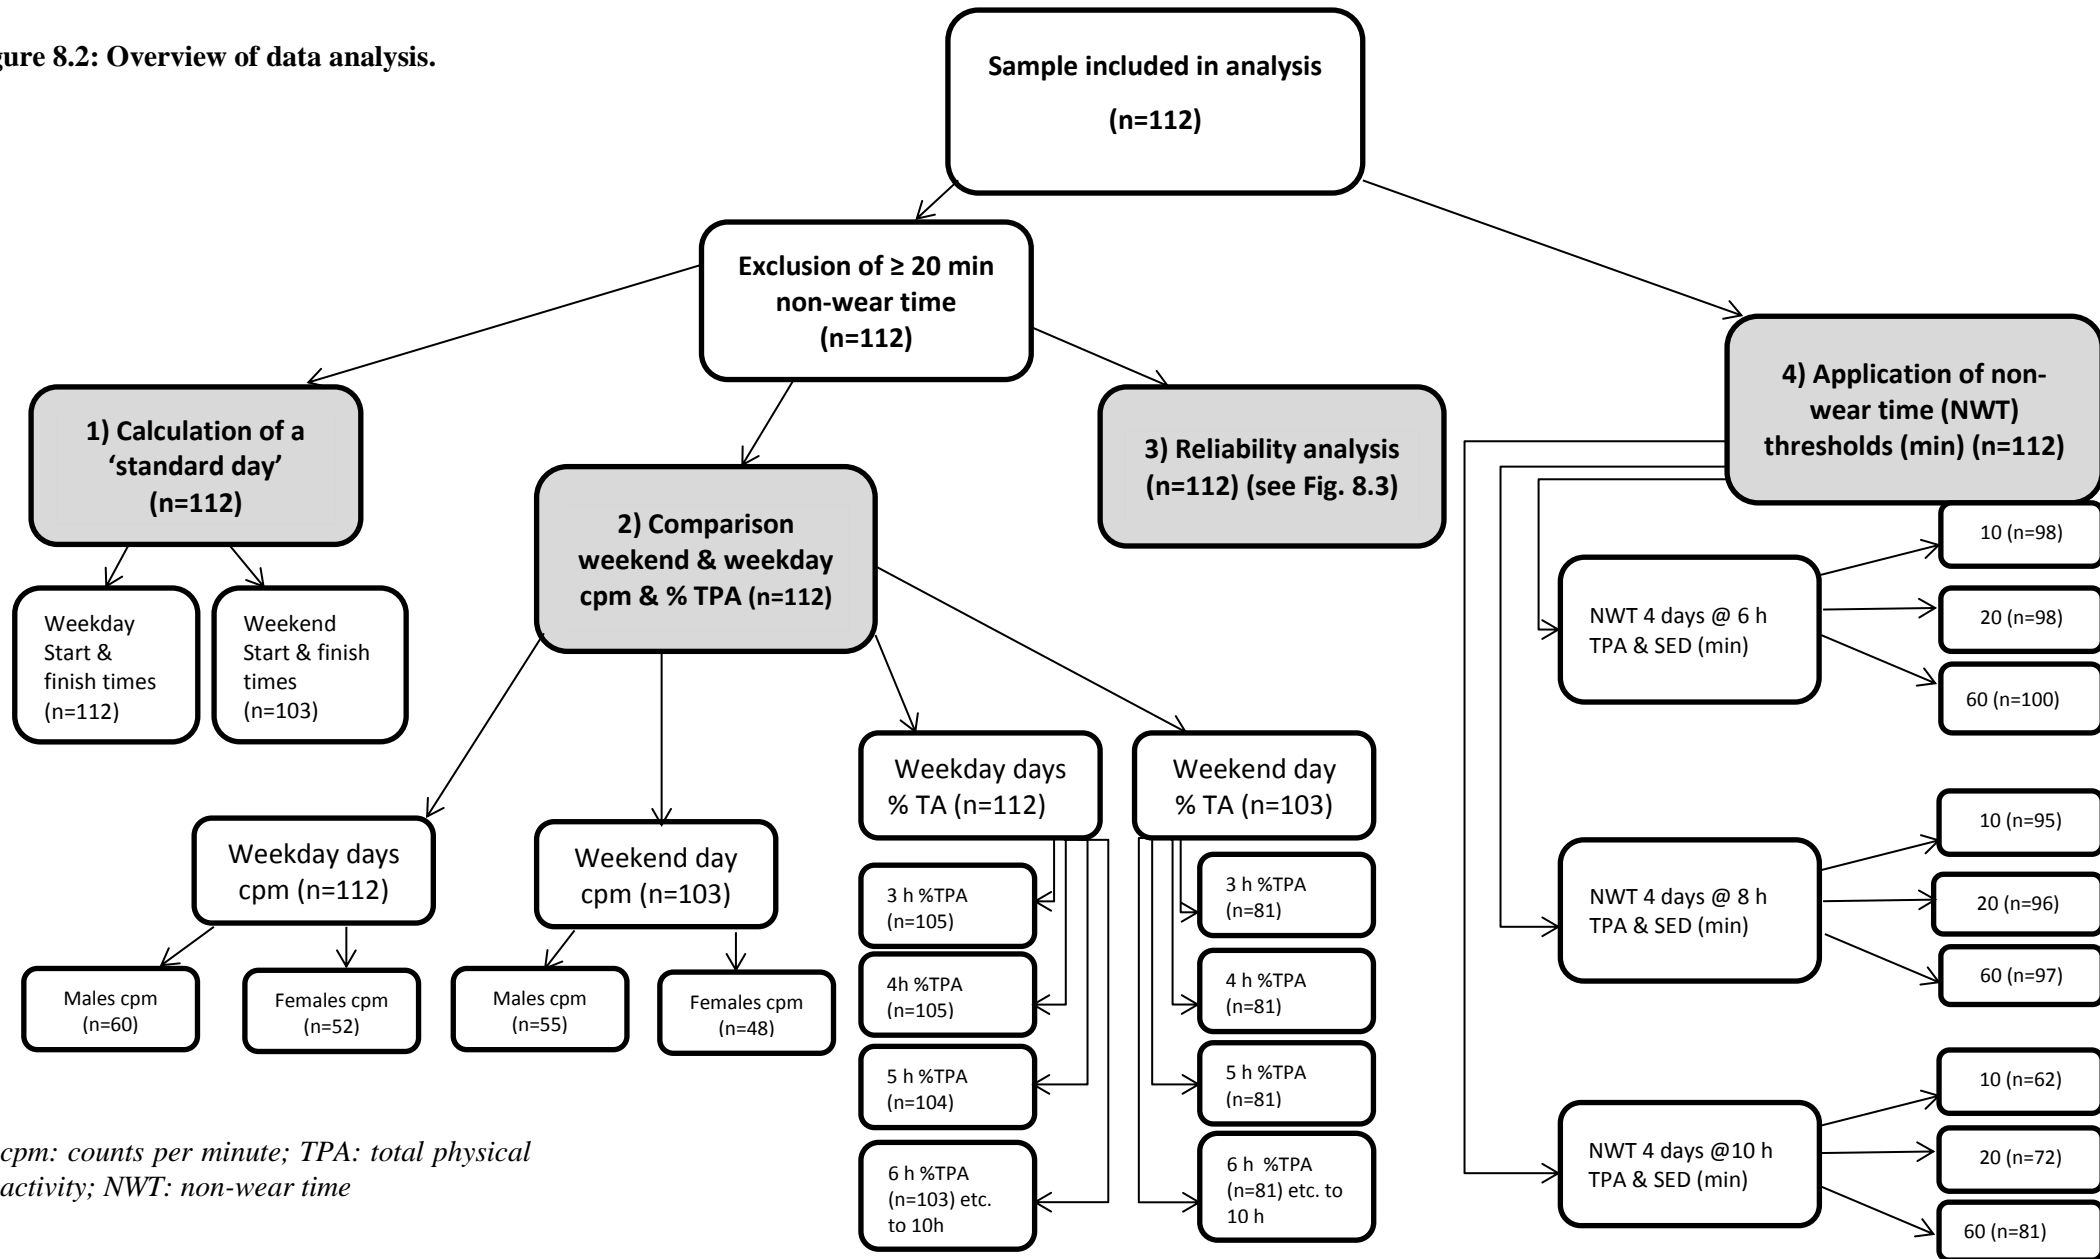 gure 8.2: Overview of data analysis.
Sample included in analysis
(n=112)
Exclusion of ≥ 20 min
non-wear time
(n=112)
1) Calculation of a
‘standard day’
(n=112)
Weekday
Start &
finish times
(n=112)
Weekend
Start & finish
times
(n=103)
2) Comparison
weekend & weekday
cpm & % TPA (n=112)
Weekday days
cpm (n=112)
Males cpm
(n=60)
Females cpm
(n=52)
Weekend day
cpm (n=103)
Males cpm
(n=55)
Females cpm
(n=48)
Weekday days
% TA (n=112)
3 h %TPA
(n=105)
4h %TPA
(n=105)
5 h %TPA
(n=104)
6 h %TPA
(n=103) etc.
to 10h
Weekend day
% TA (n=103)
3 h %TPA
(n=81)
4 h %TPA
(n=81)
5 h %TPA
(n=81)
6 h %TPA
(n=81) etc. to
10 h
3) Reliability analysis
(n=112) (see Fig. 8.3)
4) Application of non-
wear time (NWT)
thresholds (min) (n=112)
NWT 4 days @ 6 h
TPA & SED (min)
10 (n=98)
20 (n=98)
60 (n=100)
NWT 4 days @ 8 h
TPA & SED (min)
10 (n=95)
20 (n=96)
60 (n=97)
NWT 4 days @10 h
TPA & SED (min)
10 (n=62)
20 (n=72)
60 (n=81)
cpm: counts per minute; TPA: total physical
activity; NWT: non-wear time